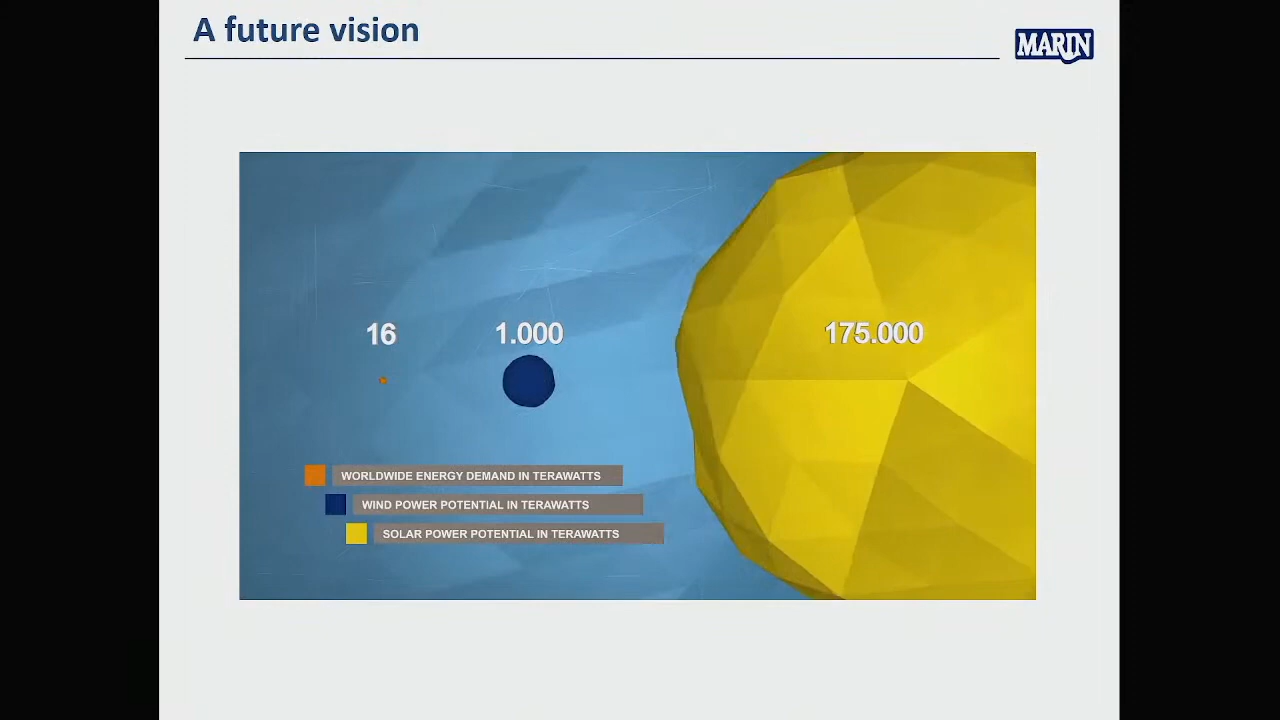 A future vision
MARIN
16
1.000
175.000
WORLDWIDE ENERGY DEMAND IN TERAWATTS
WIND POWER POTENTIAL IN TERAWATTS
SOLAR POWER POTENTIAL IN TERAWATTS